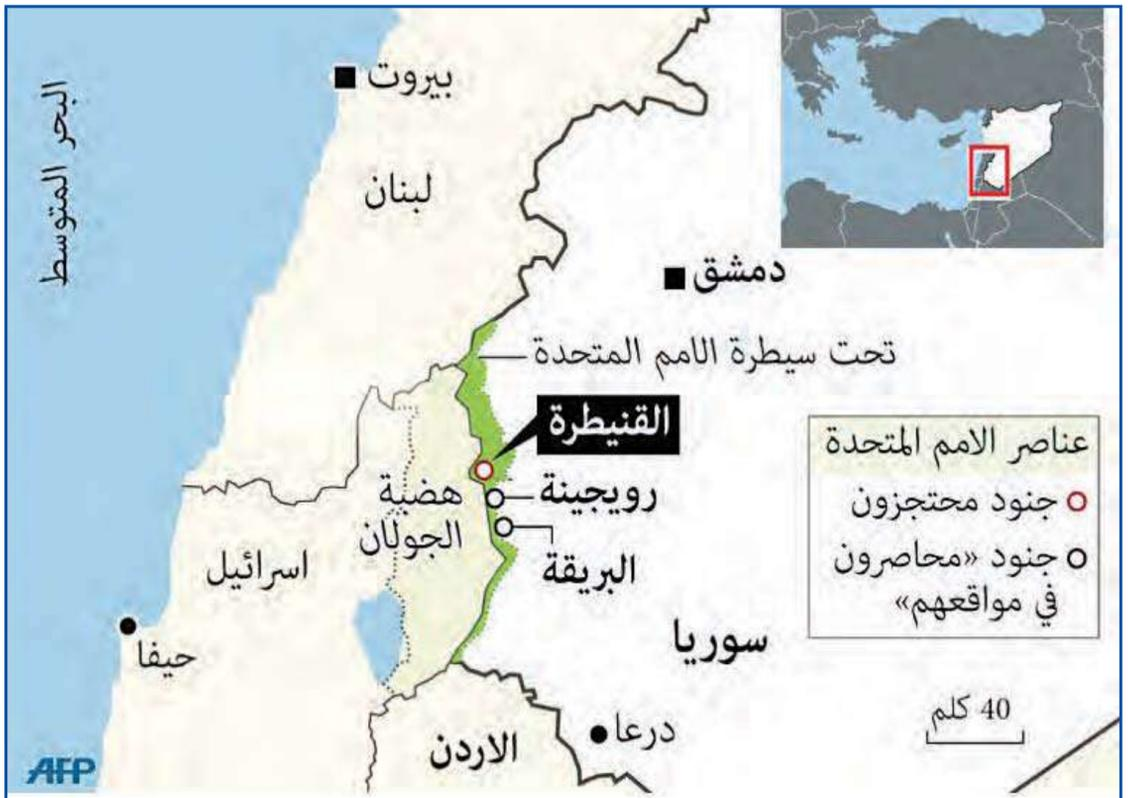 البحر المتوسط
بيروت
لبنان
دمشق
تحت سيطرة الامم المتحدة
القنيطرة
رويجينة
البريقة
هضبة
الجولان
اسرائيل
حيفا
سوريا
درعا
الاردن
عناصر الامم المتحدة
جنود محتجزون
جنود «محاصرون
في مواقعهم»
40 كلم
AFP